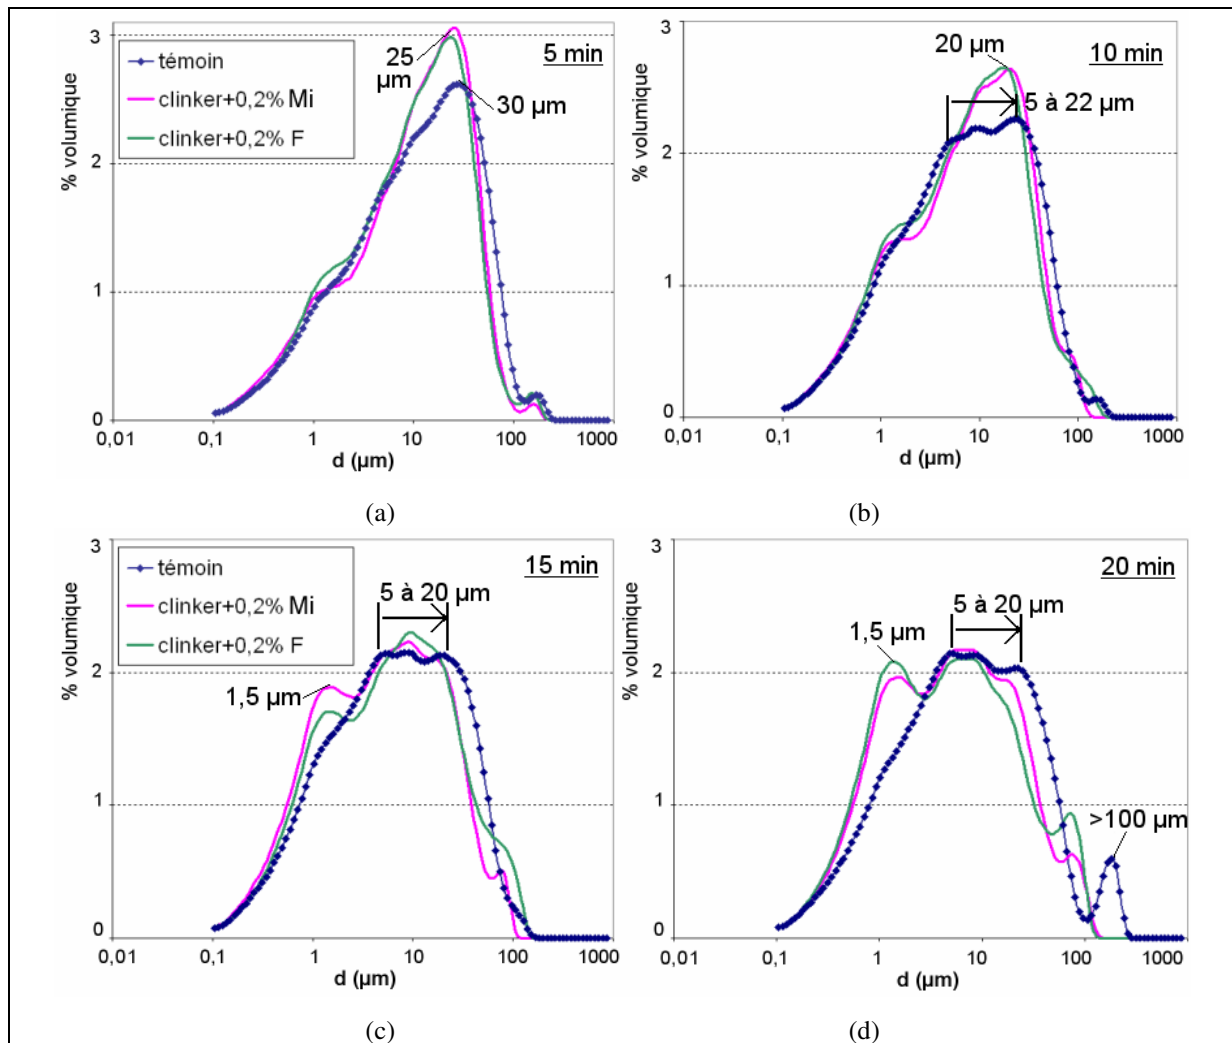 3
2
1
0
% volumique
témoin
clinker+0,2% Mi
clinker+0,2% F
25
µm
5 min
30 µm
0,01
0,1
1
10
100
1000
d (µm)
(a)
3
2
1
0
% volumique
20 µm
10 min
5 à 22 µm
0,01
0,1
1
10
100
1000
d (µm)
(b)
3
2
1
0
% volumique
témoin
clinker+0,2% Mi
clinker+0,2% F
15 min
5 à 20 µm
1,5 µm
0,01
0,1
1
10
100
1000
d (µm)
(c)
3
2
1
0
% volumique
20 min
5 à 20 µm
1,5 µm
>100 µm
0,01
0,1
1
10
100
1000
d (µm)
(d)